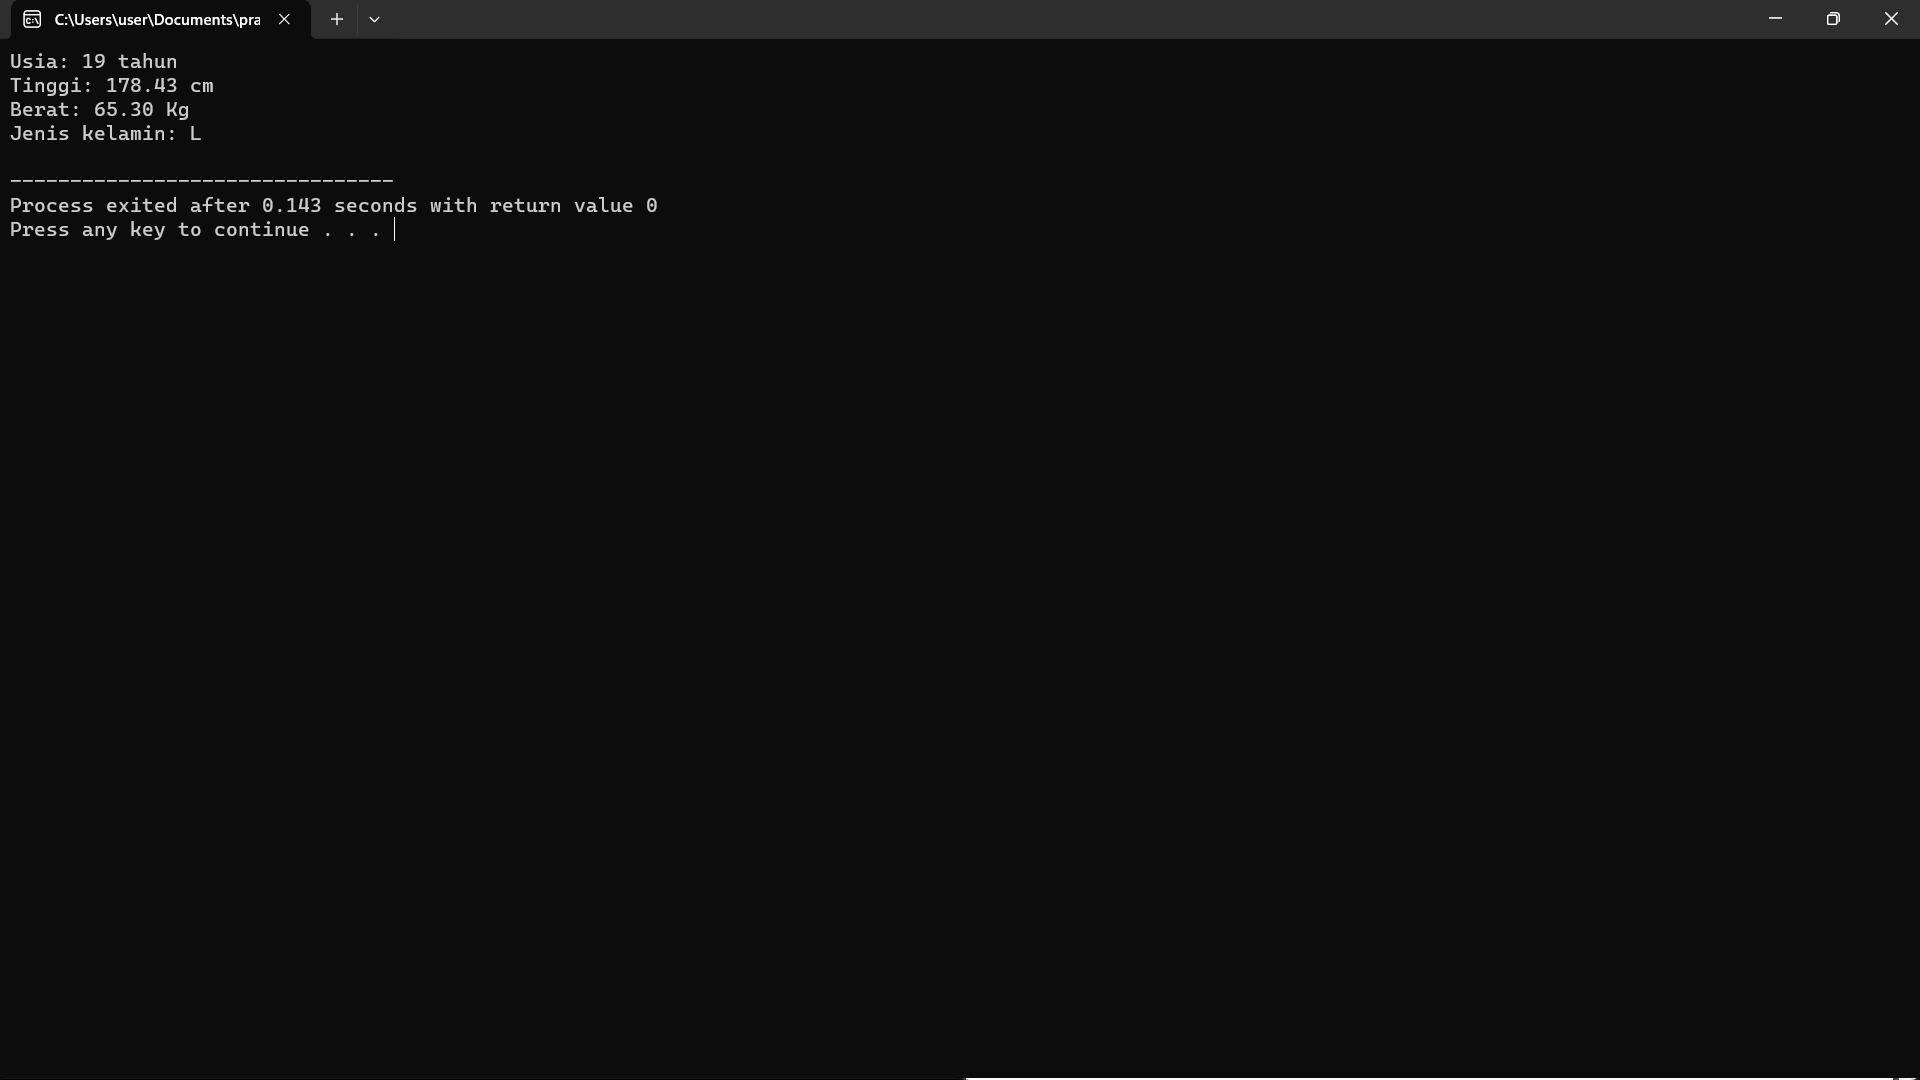 C:\Users\user\Documents\pra
Usia: 19 tahun
Tinggi: 178.43 cm
Berat: 65.30 Kg
Jenis kelamin: L
--------------------------------
Process exited after 0.143 seconds with return value 0
Press any key to continue . . .